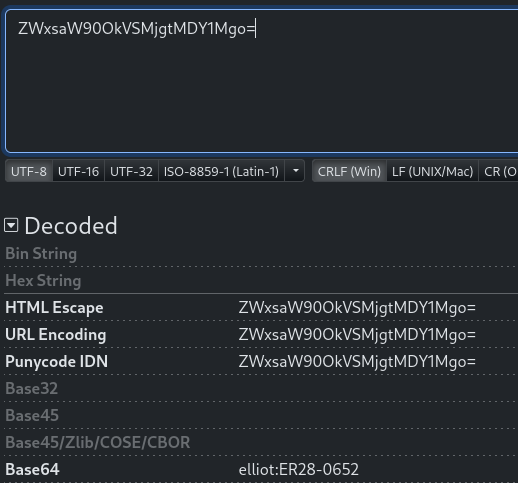 ZWxsaW90OkVSMjgtMDY1Mgo=
UTF-8 UTF-16 UTF-32 ISO-8859-1 (Latin-1) CRLF (Win) LF (UNIX/Mac) CR (O
Decoded
Bin String
Hex String
HTML Escape ZWxsaW90OkVSMjgtMDY1Mgo=
URL Encoding ZWxsaW90OkVSMjgtMDY1Mgo=
Punycode IDN ZWxsaW90OkVSMjgtMDY1Mgo=
Base32
Base45
Base45/Zlib/COSE/CBOR
Base64 elliot:ER28-0652